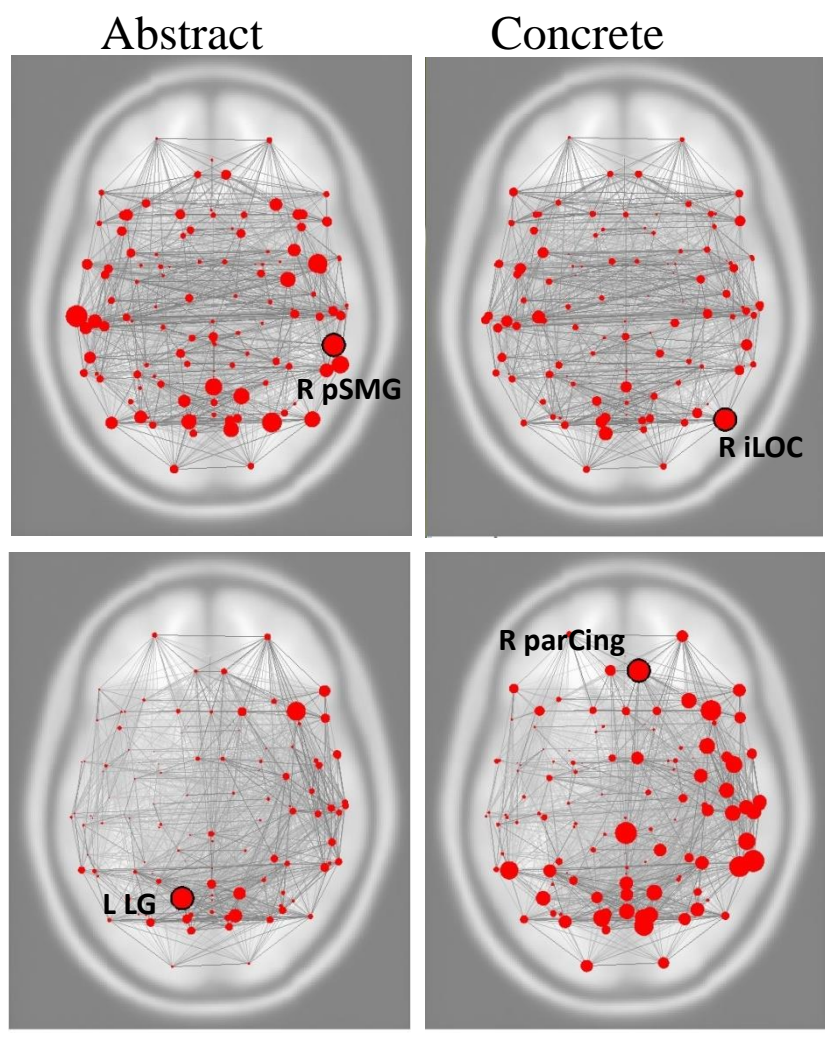 Abstract
Concrete
R pSMG
R iLOC
R parCing
L LG